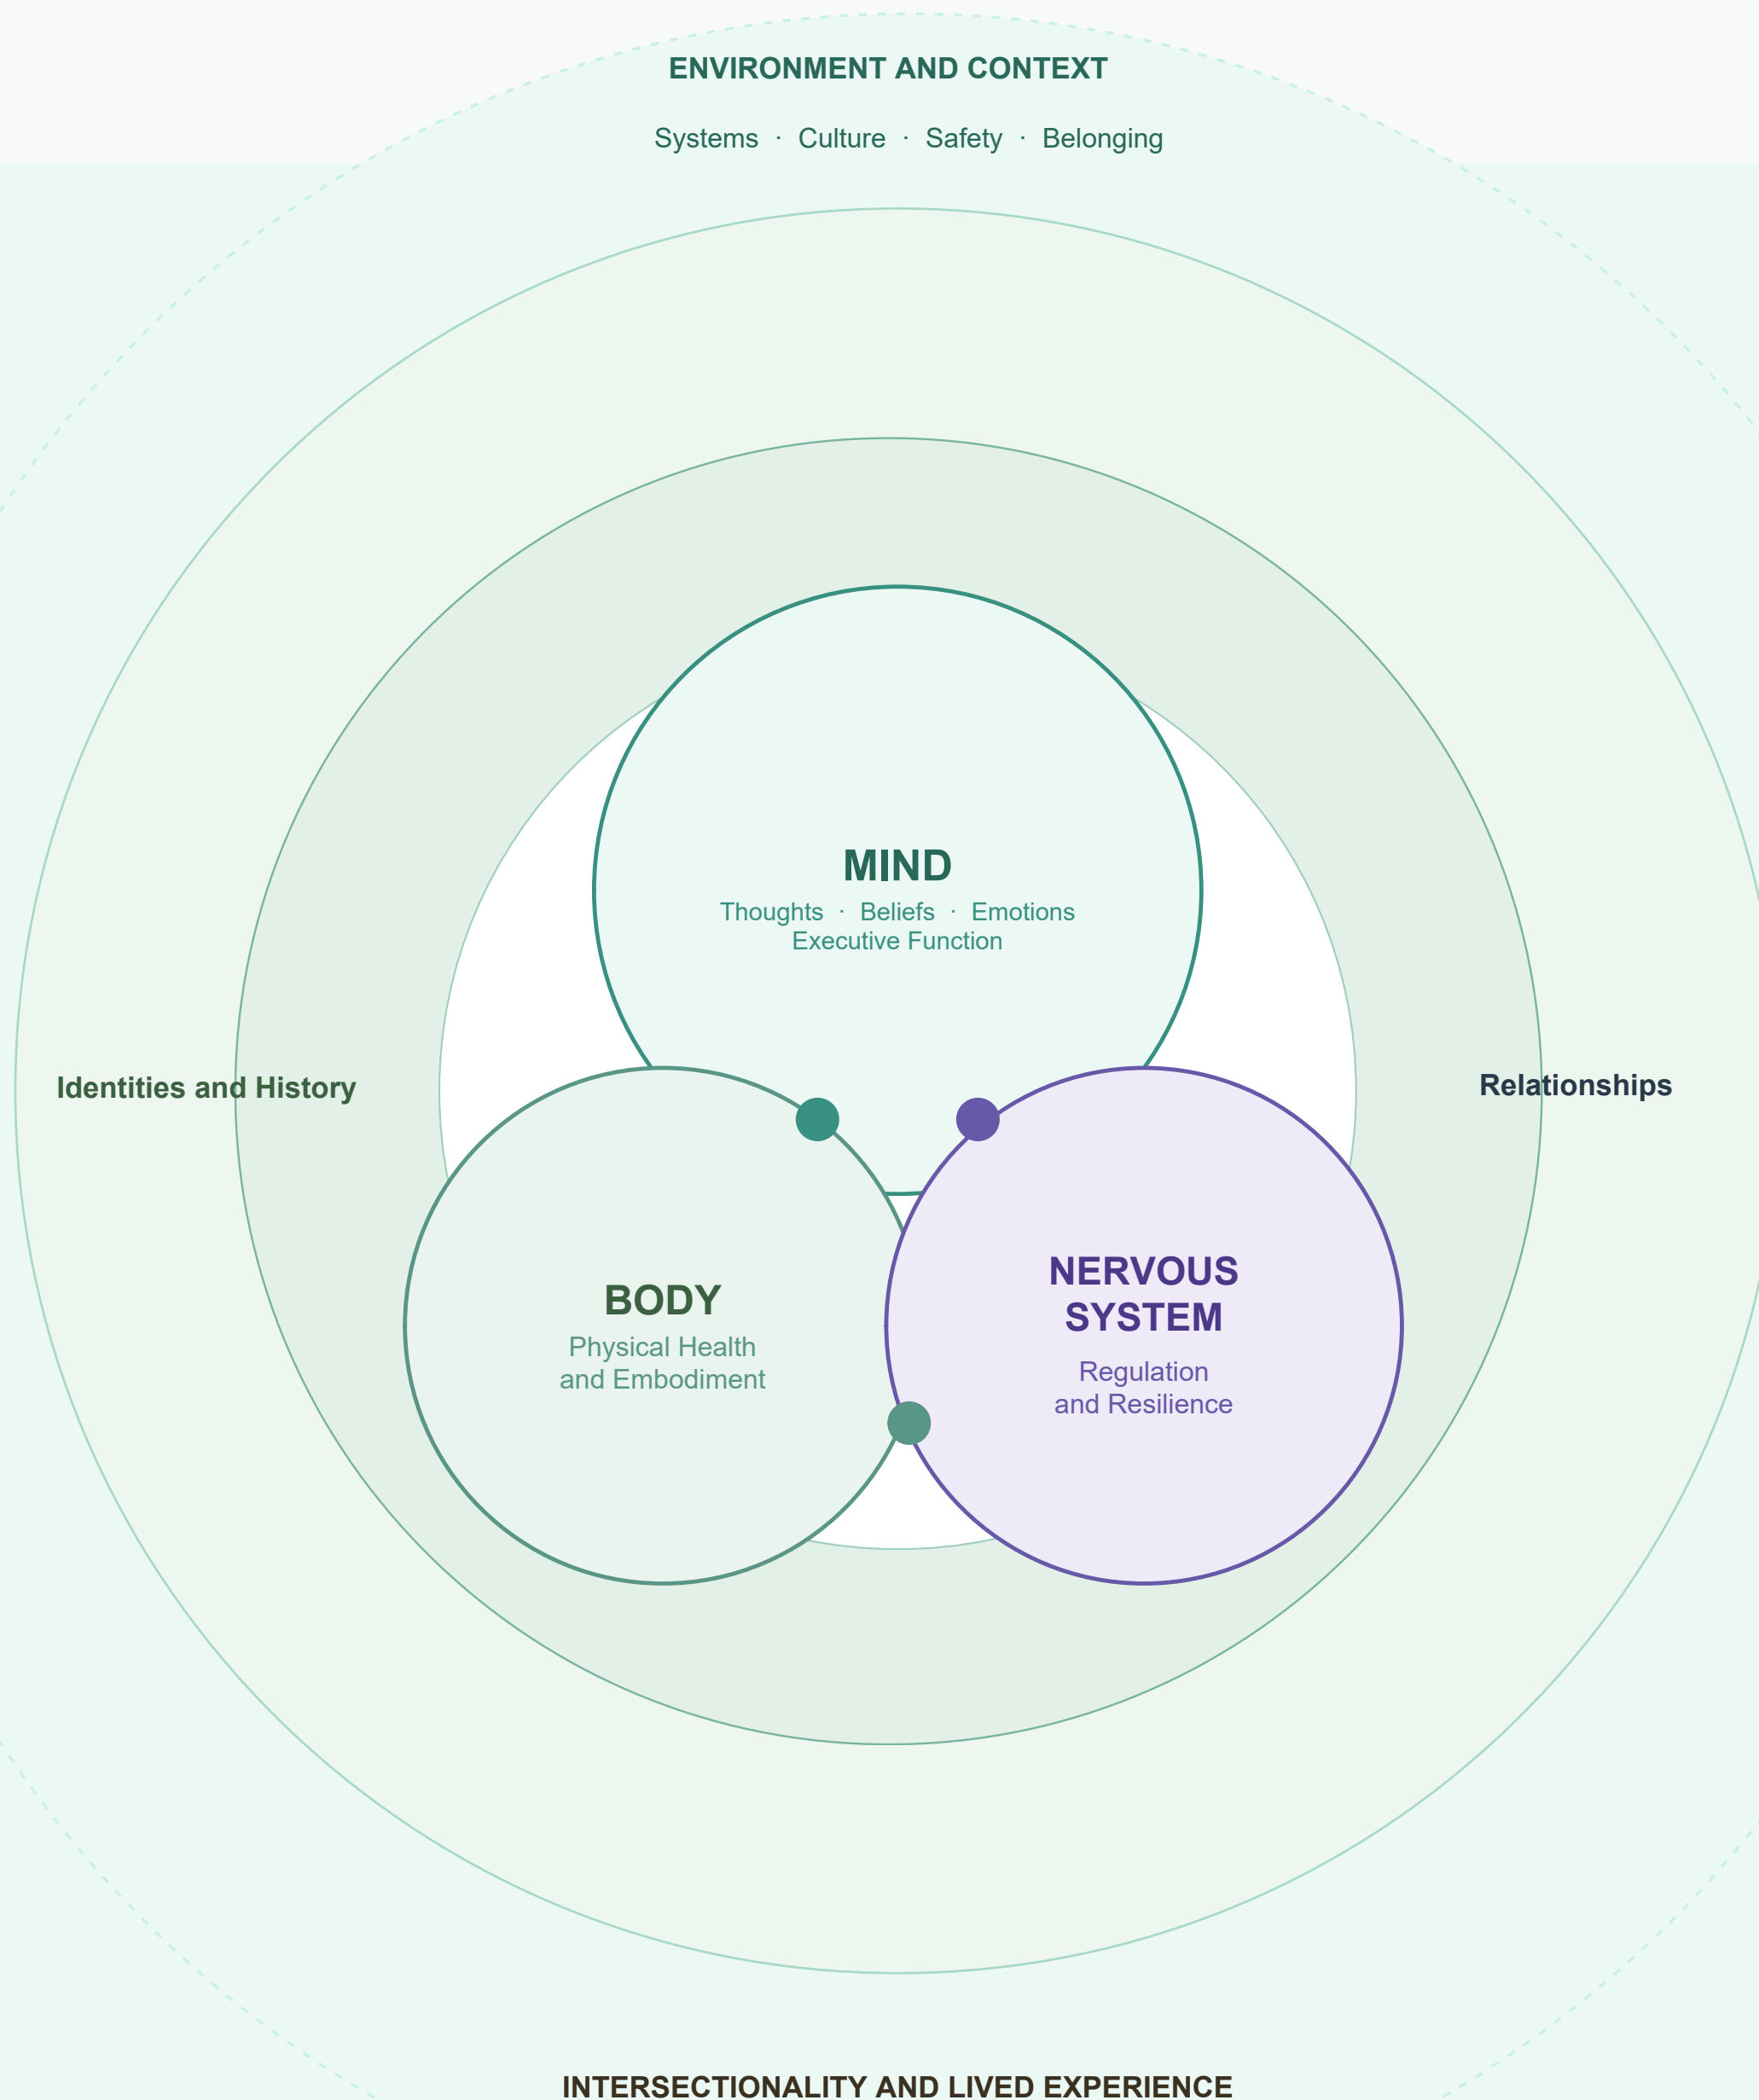 ENVIRONMENT AND CONTEXT
Systems · Culture · Safety · Belonging
MIND
Thoughts · Beliefs · Emotions
Executive Function
Identities and History
Relationships
BODY
Physical Health
and Embodiment
NERVOUS
SYSTEM
Regulation
and Resilience
INTERSECTIONALITY AND LIVED EXPERIENCE